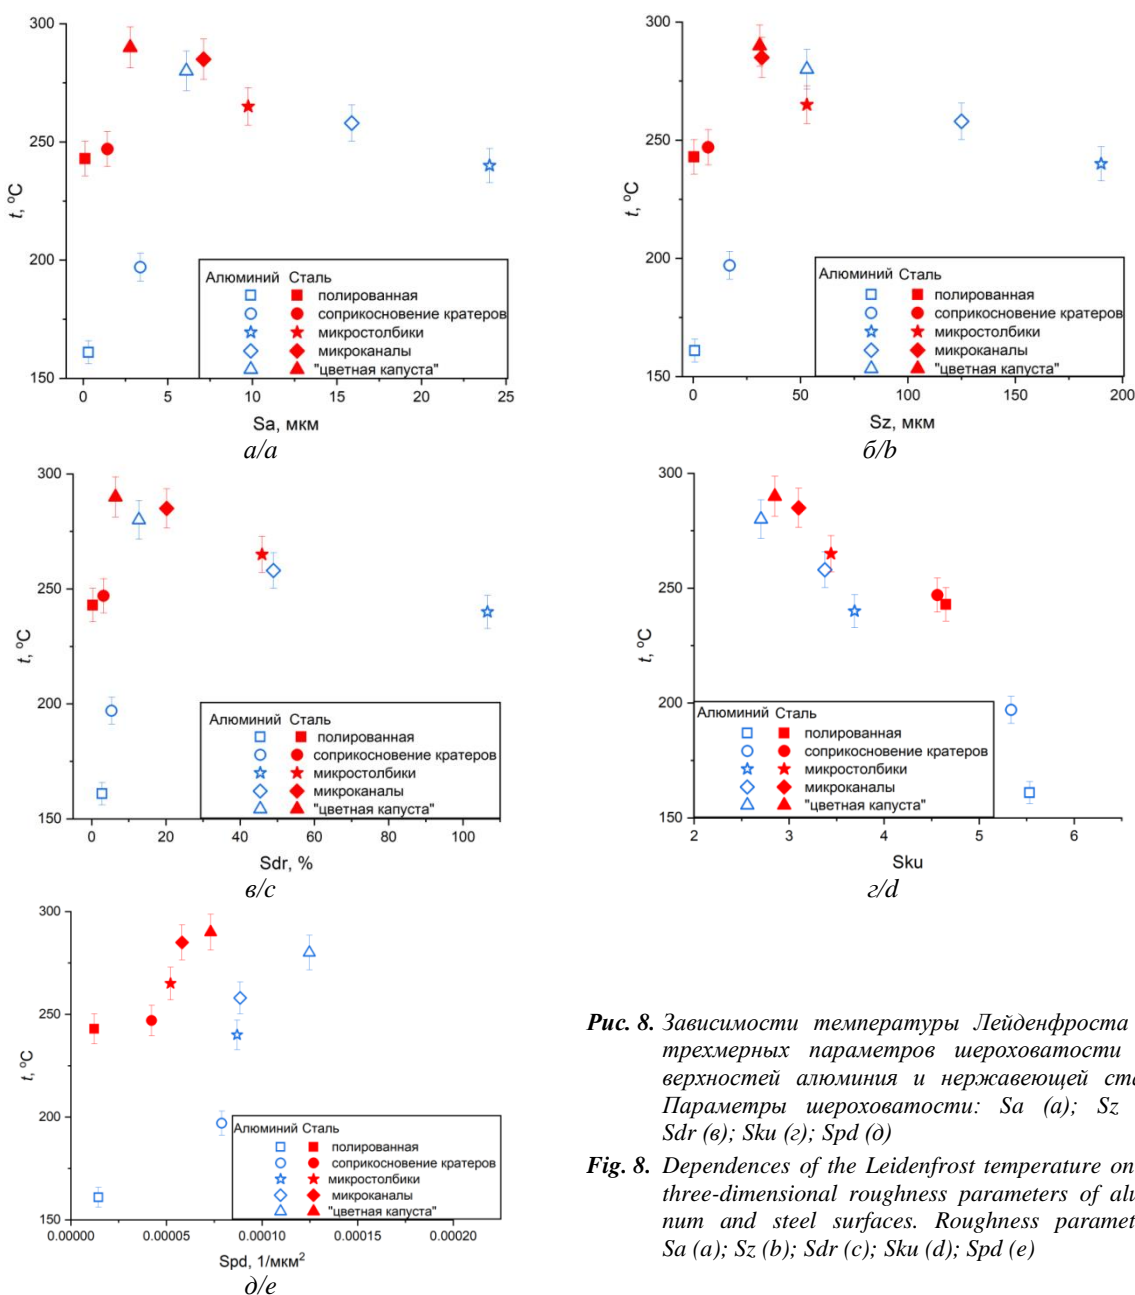 300
250
200
150
t, °C
Алюминий Сталь
полированная
соприкосновение кратеров
микростолбики
микроканалы
"цветная капуста"
0 5 10 15 20 25
Sa, мкм
а/a
300
250
200
150
t, °C
Алюминий Сталь
полированная
соприкосновение кратеров
микростолбики
микроканалы
"цветная капуста"
0 50 100 150 200
Sz, мкм
б/b
300
250
200
150
t, °C
Алюминий Сталь
полированная
соприкосновение кратеров
микростолбики
микроканалы
"цветная капуста"
0 20 40 60 80 100
Sdr, %
в/c
300
250
200
150
t, °C
Алюминий Сталь
полированная
соприкосновение кратеров
микростолбики
микроканалы
"цветная капуста"
2 3 4 5 6
Sku
г/d
300
250
200
150
t, °C
Алюминий Сталь
полированная
соприкосновение кратеров
микростолбики
микроканалы
"цветная капуста"
0.00000 0.00005 0.00010 0.00015 0.00020
Spd, 1/мкм²
д/e
Рис. 8. Зависимости температуры Лейденфроста
трехмерных параметров шероховатости
верхностей алюминия и нержавеющей ста
Параметры шероховатости: Sa (а); Sz
Sdr (в); Sku (г); Spd (д)
Fig. 8. Dependences of the Leidenfrost temperature on
three-dimensional roughness parameters of alu
num and steel surfaces. Roughness paramet
Sa (a); Sz (b); Sdr (c); Sku (d); Spd (e)